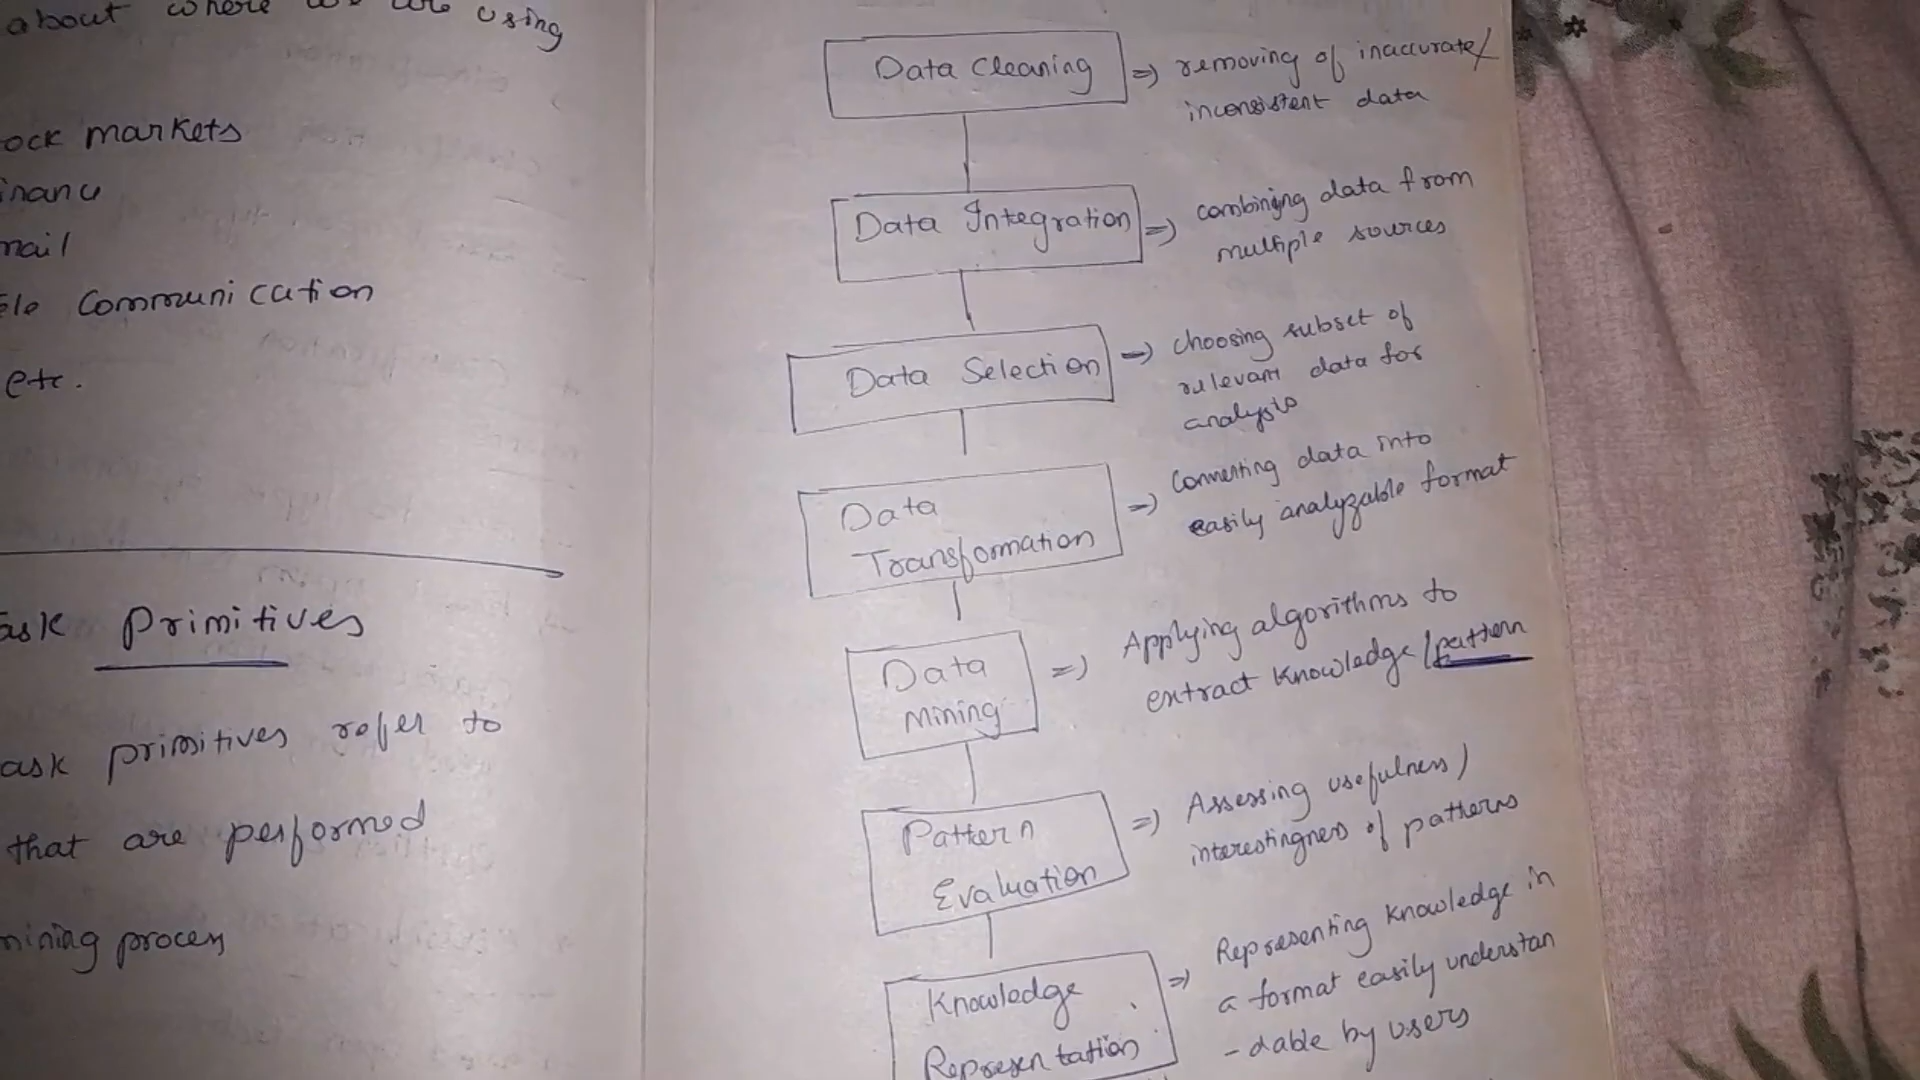 about where we are using
ock markets
inance
mail
ele Communication
etc.
ask Primitives
ask primitives refer to
that are performed
mining process
Data Cleaning => removing of inaccurate/
inconsistent data
Data Integration => combining data from
multiple sources
Data Selection => choosing subset of
relevant data for
analysis
Data
Transformation => Converting data into
easily analyzable format
Data
Mining => Applying algorithms to
extract knowledge/pattern
Pattern
Evaluation => Assessing usefulness/
interestingness of patterns
Knowledge
Representation => Representing knowledge in
a format easily understan
-dable by users